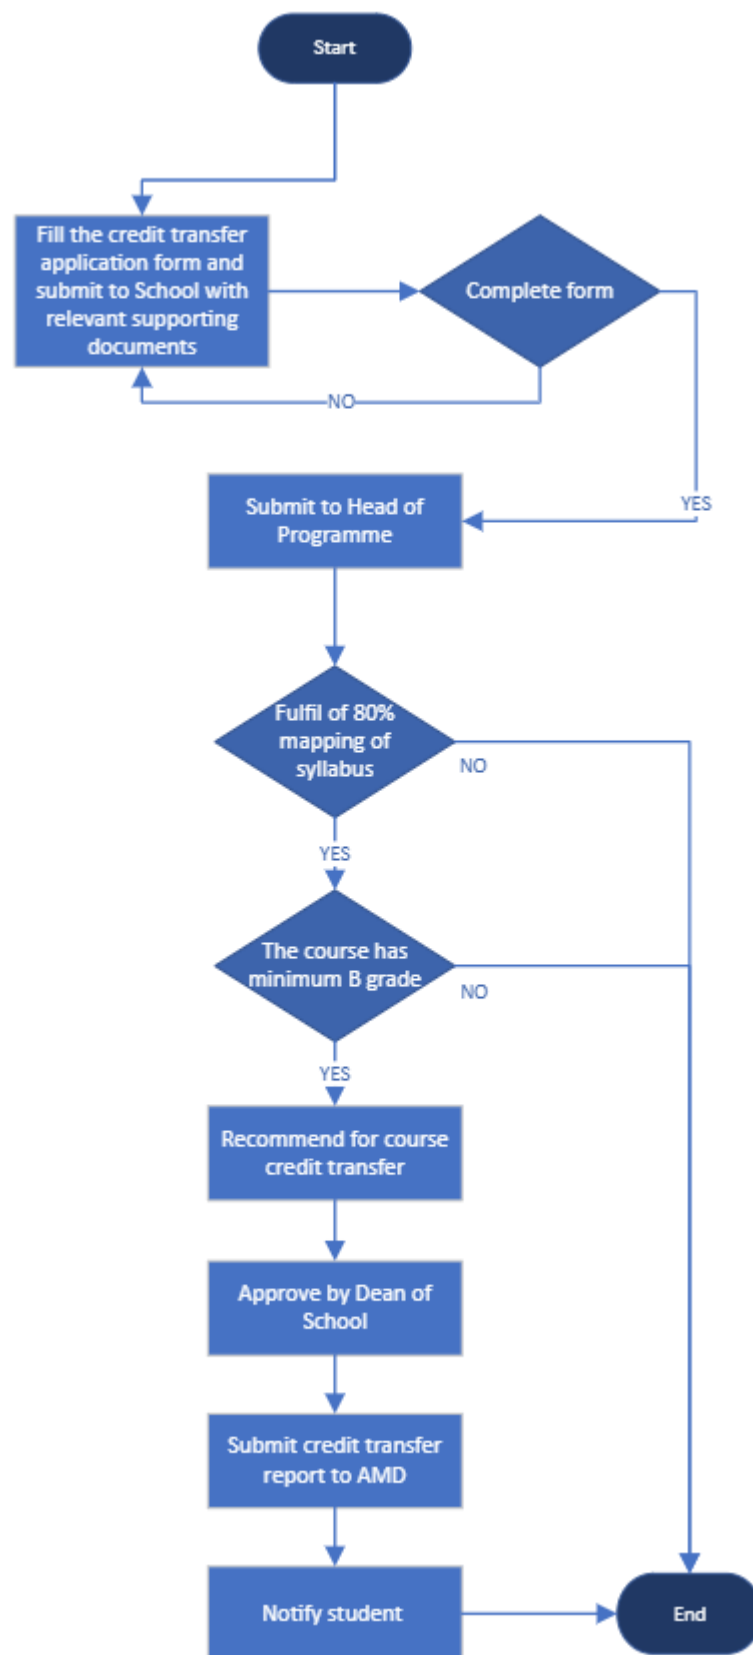 Start
Fill the credit transfer
application form and
submit to School with
relevant supporting
documents
Complete form
NO
YES
Submit to Head of
Programme
Fulfil of 80%
mapping of
syllabus
NO
YES
The course has
minimum B grade
NO
YES
Recommend for course
credit transfer
Approve by Dean of
School
Submit credit transfer
report to AMD
Notify student
End